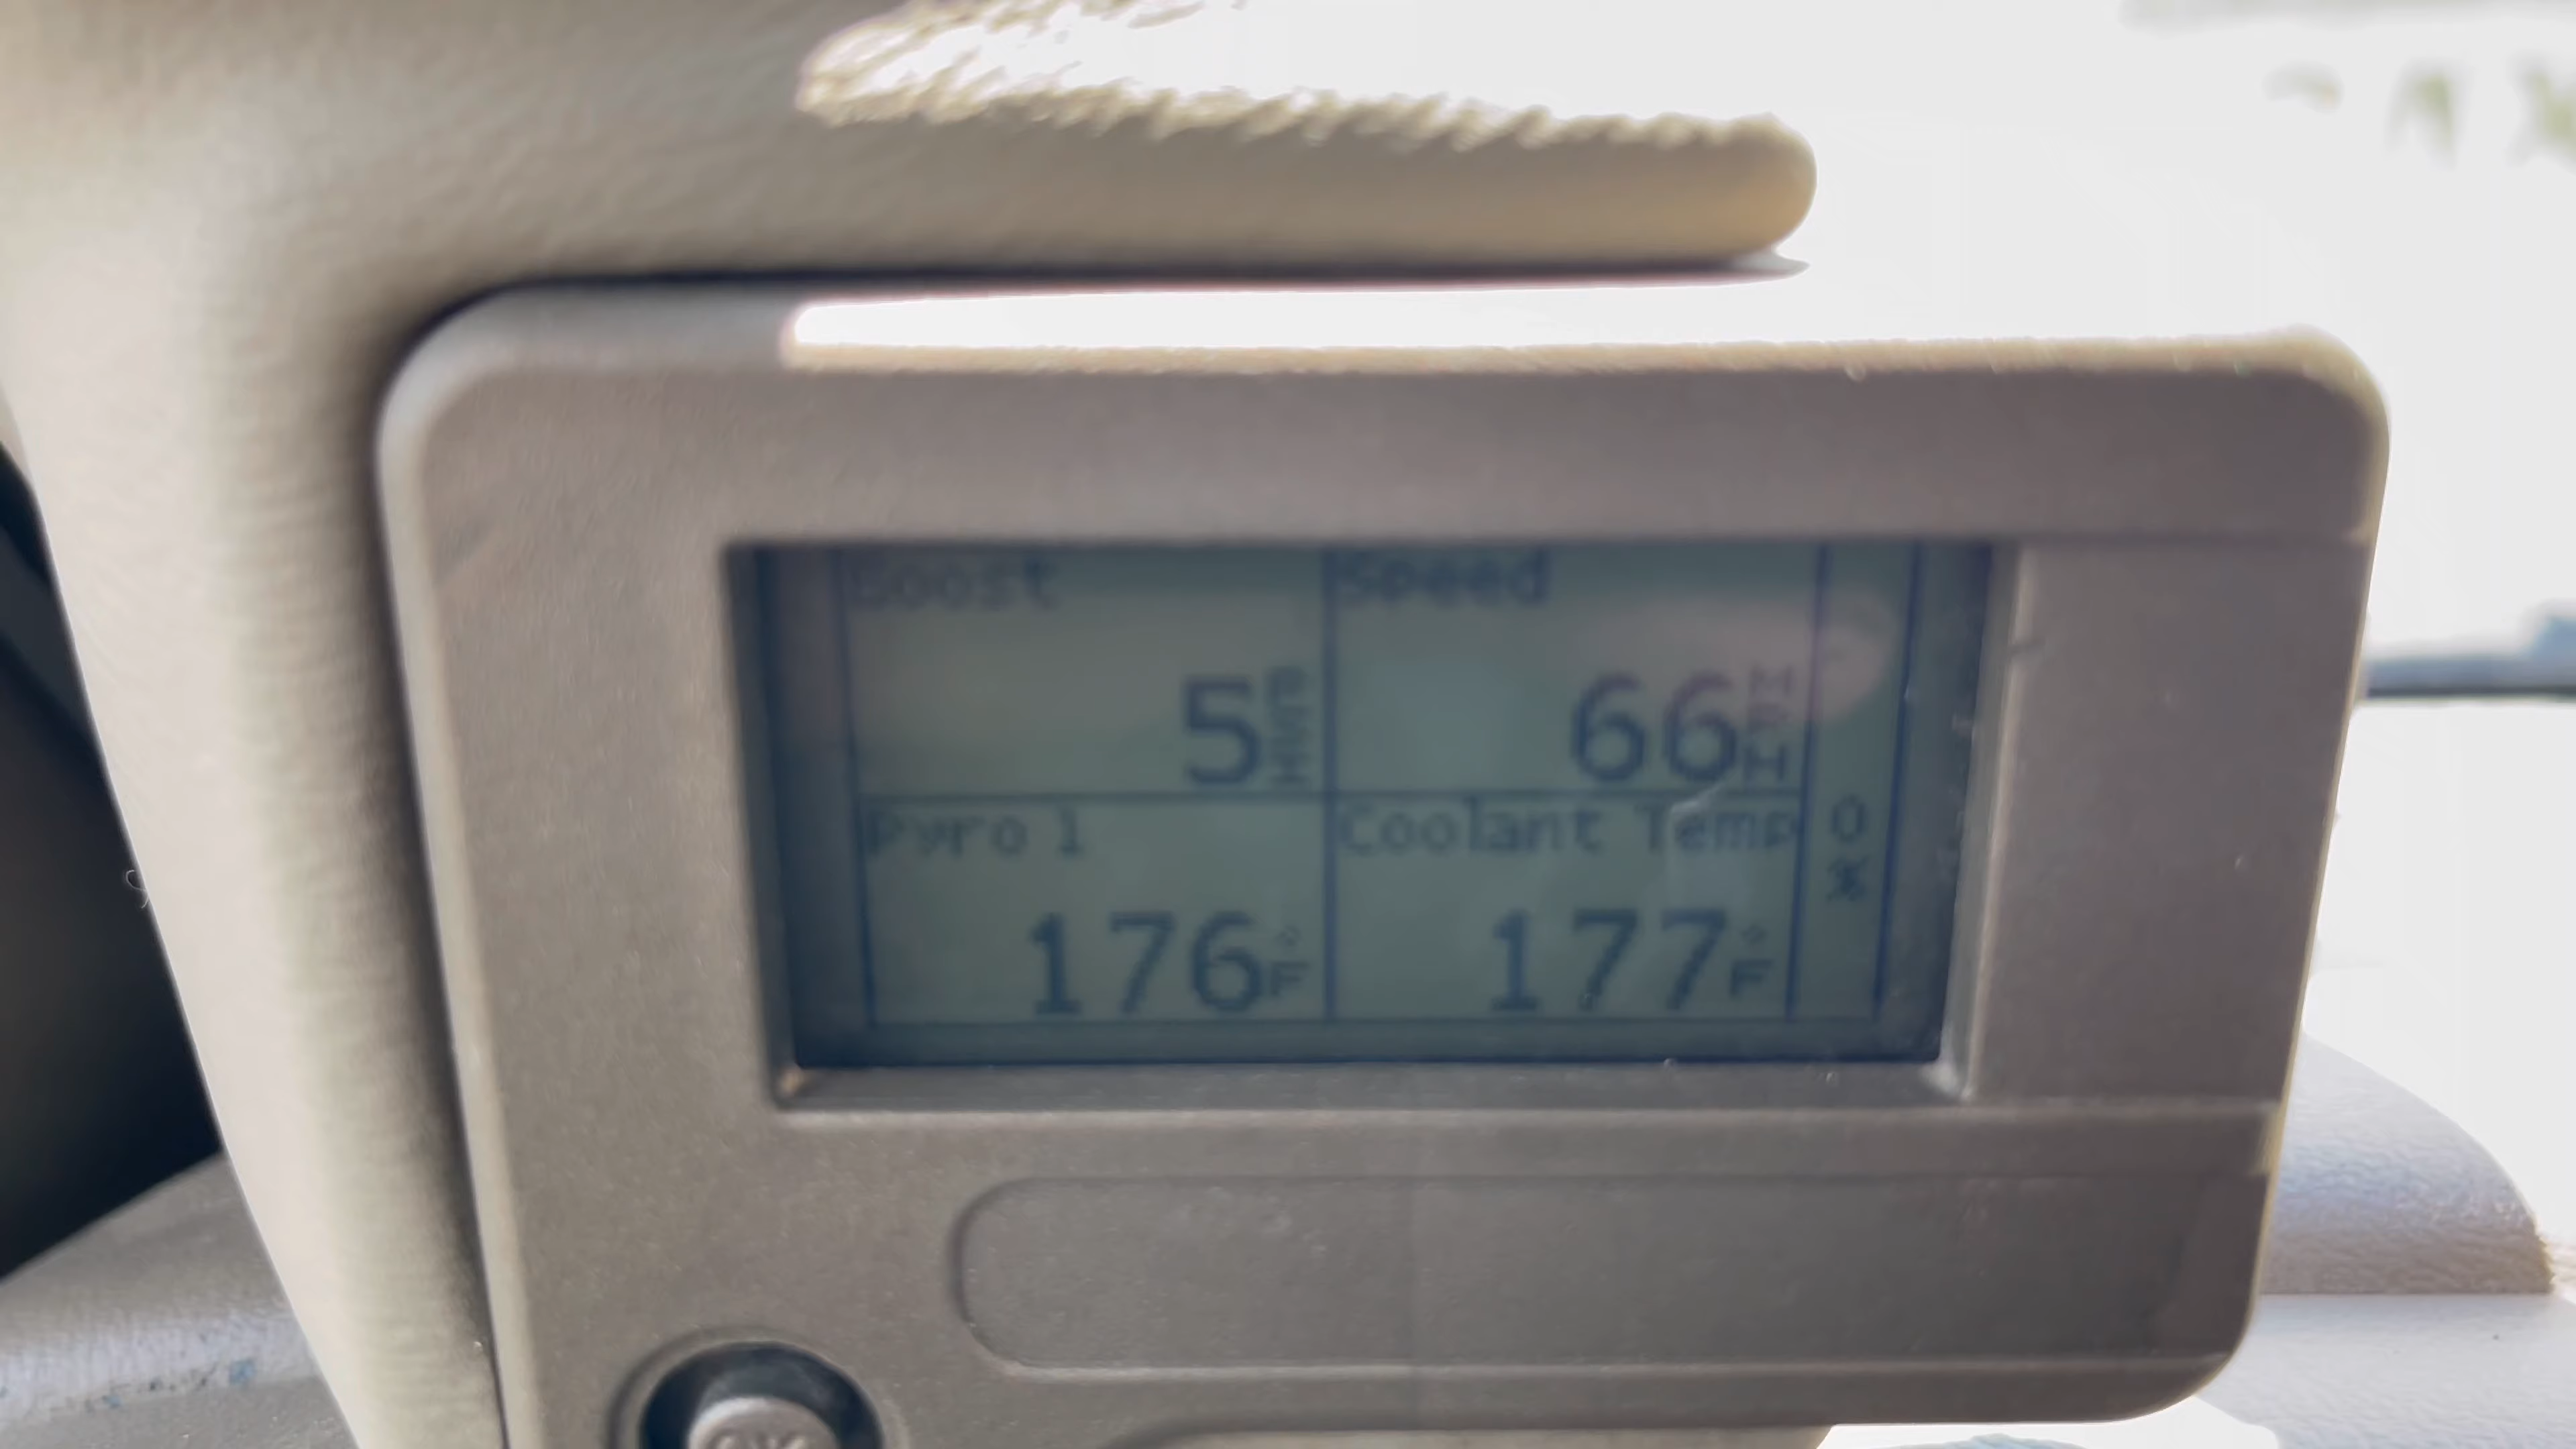 Boost
Speed
5 PSI
66 MPH
Pyro 1
Coolant Temp
0
%
176 °F
177 °F